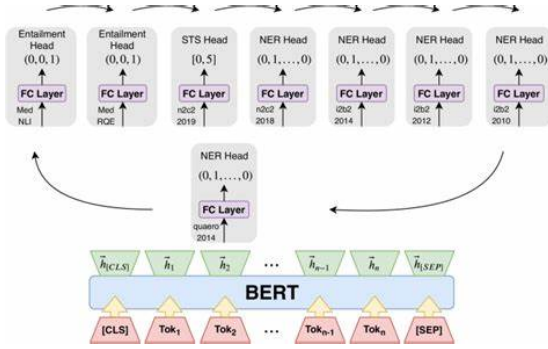 Entailment Head
(0, 0, 1)
FC Layer
Med NLI
Entailment Head
(0, 0, 1)
FC Layer
Med RQE
STS Head
[0, 5]
FC Layer
n2c2 2019
NER Head
(0, 1, . . . , 0)
FC Layer
n2c2 2018
NER Head
(0, 1, . . . , 0)
FC Layer
i2b2 2014
NER Head
(0, 1, . . . , 0)
FC Layer
i2b2 2012
NER Head
(0, 1, . . . , 0)
FC Layer
i2b2 2010
NER Head
(0, 1, . . . , 0)
FC Layer
quaero 2014
h⃗[CLS] h⃗1 h⃗2 ... h⃗n−1 h⃗n h⃗[SEP]
BERT
[CLS] Tok1 Tok2 ... Tokn-1 Tokn [SEP]